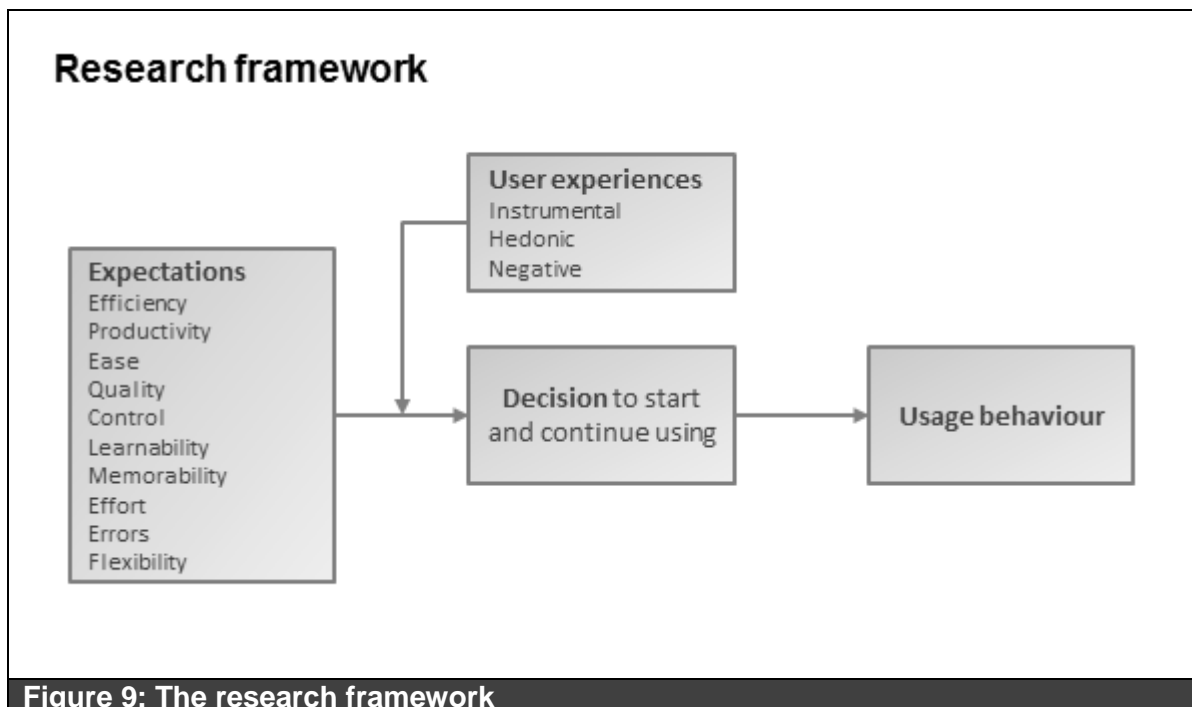 Research framework
User experiences
Instrumental
Hedonic
Negative
Expectations
Efficiency
Productivity
Ease
Quality
Control
Learnability
Memorability
Effort
Errors
Flexibility
Decision to start
and continue using
Usage behaviour
Figure 9: The research framework